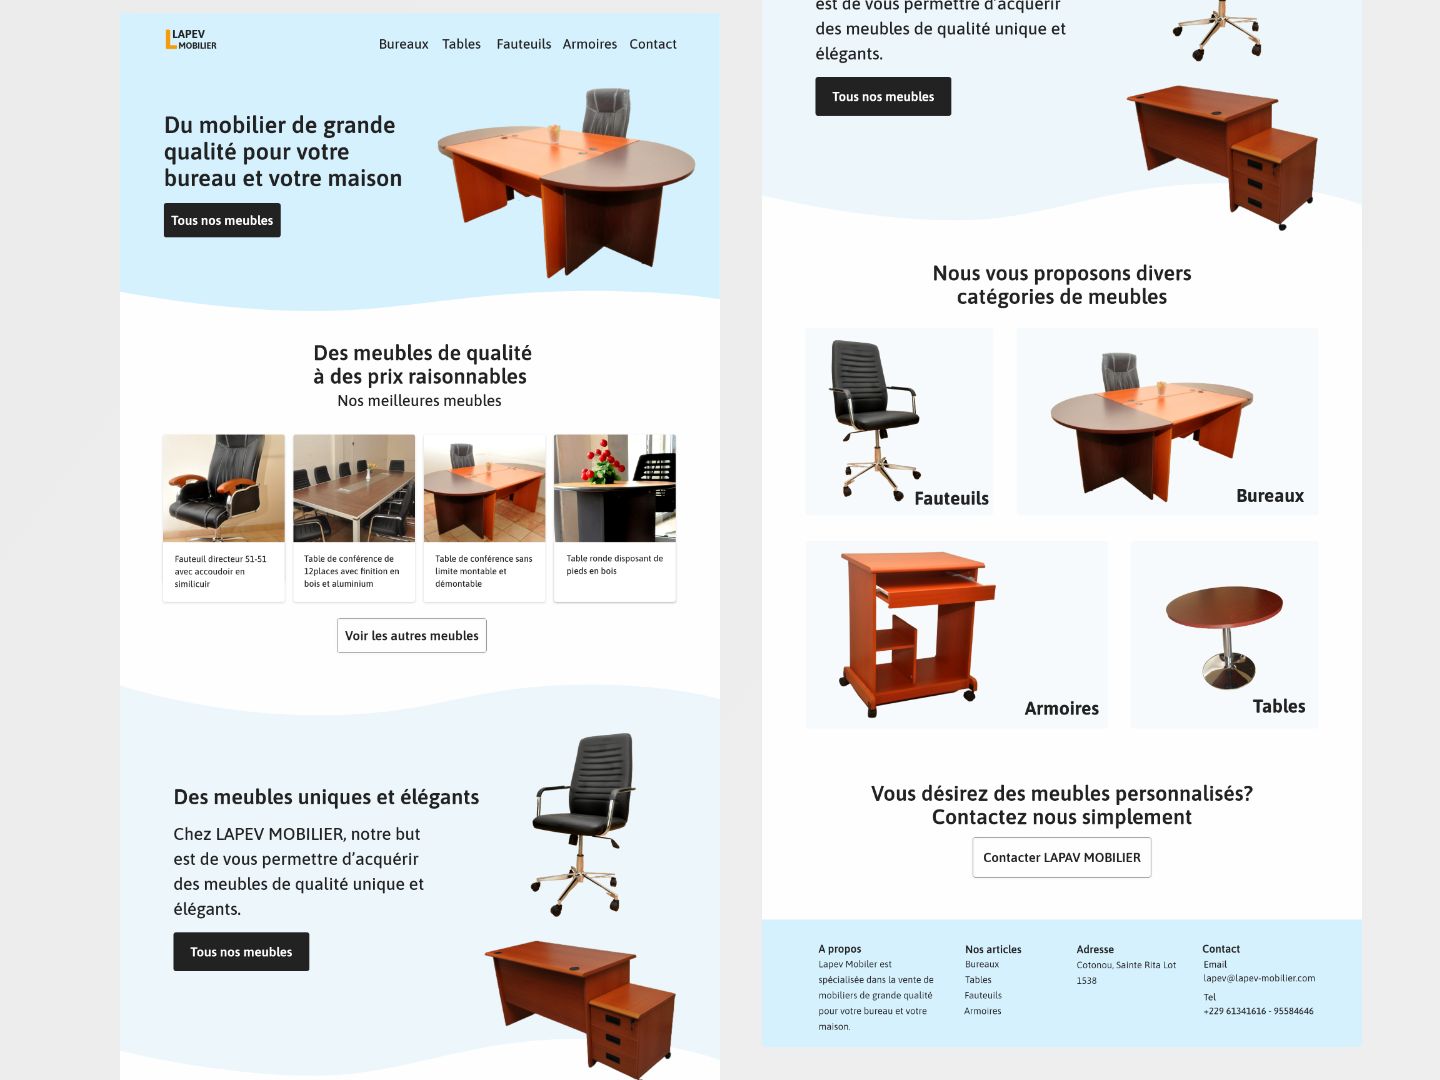 LAPEV
MOBILIER
Bureaux Tables Fauteuils Armoires Contact
Du mobilier de grande
qualité pour votre
bureau et votre maison
Tous nos meubles
Des meubles de qualité
à des prix raisonnables
Nos meilleures meubles
Fauteuil directeur 51-51
avec accoudoir en
similicuir
Table de conférence de
12places avec finition en
bois et aluminium
Table de conférence sans
limite montable et
démontable
Table ronde disposant de
pieds en bois
Voir les autres meubles
Des meubles uniques et élégants
Chez LAPEV MOBILIER, notre but
est de vous permettre d'acquérir
des meubles de qualité unique et
élégants.
Tous nos meubles
est de vous permettre d'acquérir
des meubles de qualité unique et
élégants.
Tous nos meubles
Nous vous proposons divers
catégories de meubles
Fauteuils
Bureaux
Armoires
Tables
Vous désirez des meubles personnalisés?
Contactez nous simplement
Contacter LAPAV MOBILIER
A propos
Lapev Mobiler est
spécialisée dans la vente de
mobiliers de grande qualité
pour votre bureau et votre
maison.
Nos articles
Bureaux
Tables
Fauteuils
Armoires
Adresse
Cotonou, Sainte Rita Lot
1538
Contact
Email
lapev@lapev-mobilier.com
Tel
+229 61341616 - 95584646